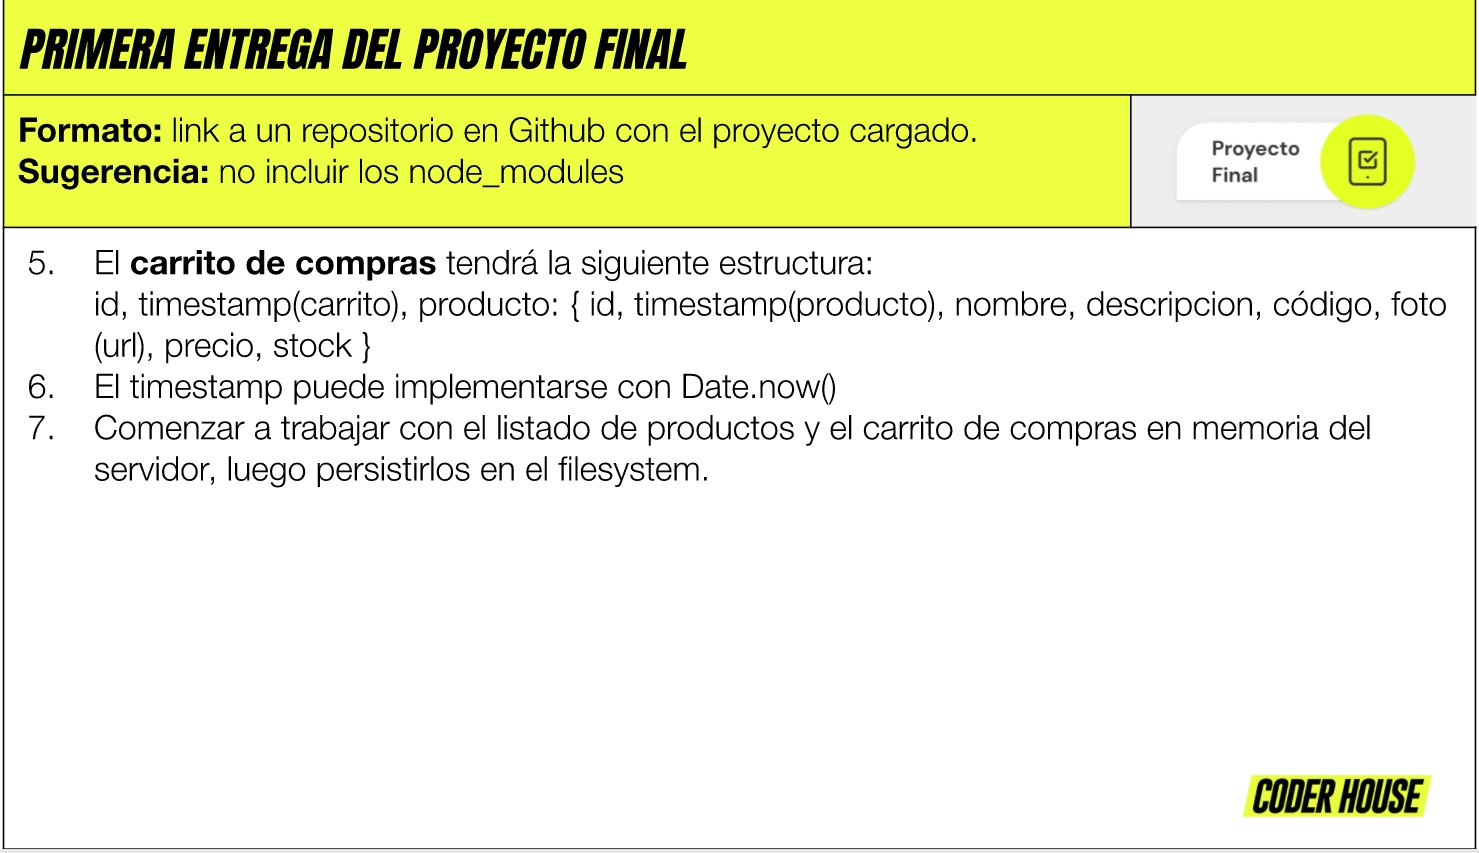 PRIMERA ENTREGA DEL PROYECTO FINAL
Formato: link a un repositorio en Github con el proyecto cargado.
Sugerencia: no incluir los node_modules
Proyecto
Final
5. El carrito de compras tendrá la siguiente estructura:
id, timestamp(carrito), producto: { id, timestamp(producto), nombre, descripcion, código, foto
(url), precio, stock }
6. El timestamp puede implementarse con Date.now()
7. Comenzar a trabajar con el listado de productos y el carrito de compras en memoria del
servidor, luego persistirlos en el filesystem.
CODER HOUSE